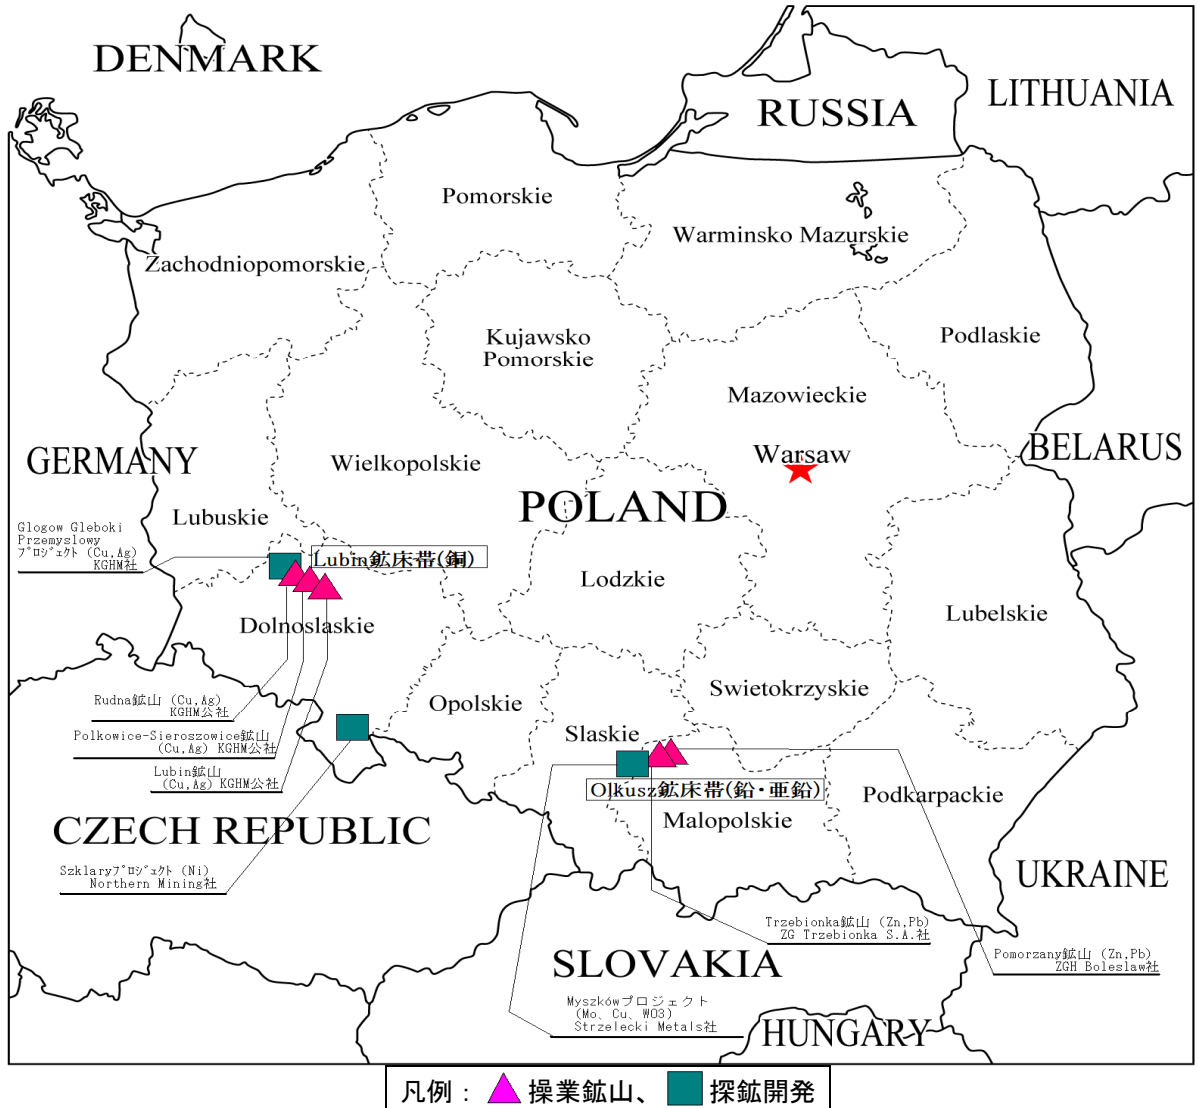 DENMARK
LITHUANIA
RUSSIA
Pomorskie
Warminsko Mazurskie
Zachodniopomorskie
Kujawsko
Pomorskie
Podlaskie
Mazowieckie
Warsaw
BELARUS
GERMANY
Wielkopolskie
POLAND
Lubuskie
Glogow Gleboki
Przemyslowy
ﾌﾟﾛｼﾞｪｸﾄ (Cu,Ag)
KGHM社
Lubin鉱床帯(銅)
Lodzkie
Lubelskie
Dolnoslaskie
Opolskie
Swietokrzyskie
Rudna鉱山 (Cu,Ag)
KGHM公社
Slaskie
Polkowice-Sieroszowice鉱山
(Cu,Ag) KGHM公社
Lubin鉱山
(Cu,Ag) KGHM公社
Olkusz鉱床帯(鉛・亜鉛)
Podkarpackie
Malopolskie
CZECH REPUBLIC
Szklaryﾌﾟﾛｼﾞｪｸﾄ (Ni)
Northern Mining社
UKRAINE
Trzebionka鉱山 (Zn,Pb)
ZG Trzebionka S.A.社
SLOVAKIA
Pomorzany鉱山 (Zn,Pb)
ZGH Boleslaw社
Myszkówプロジェクト
(Mo、Cu、WO3)
Strzelecki Metals社
HUNGARY
凡例： 操業鉱山、 探鉱開発